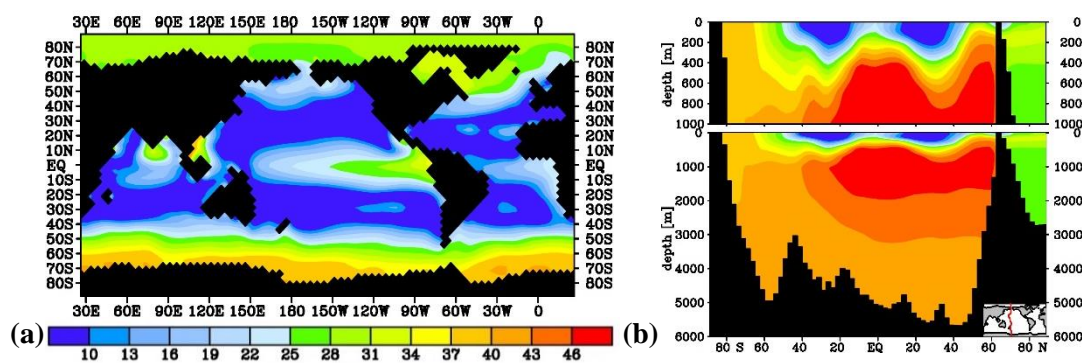 30E 60E 90E 120E 150E 180 150W 120W 90W 60W 30W 0
80N 80N
70N 70N
60N 60N
50N 50N
40N 40N
30N 30N
20N 20N
10N 10N
EQ EQ
10S 10S
20S 20S
30S 30S
40S 40S
50S 50S
60S 60S
70S 70S
80S 80S
30E 60E 90E 120E 150E 180 150W 120W 90W 60W 30W 0
(a)
10 13 16 19 22 25 28 31 34 37 40 43 46
depth [m]
0 0
200 200
400 400
600 600
800 800
1000 1000
depth [m]
0 0
1000 1000
2000 2000
3000 3000
4000 4000
5000 5000
6000 6000
80 S 60 40 20 EQ 20 40 60 80 N
(b)